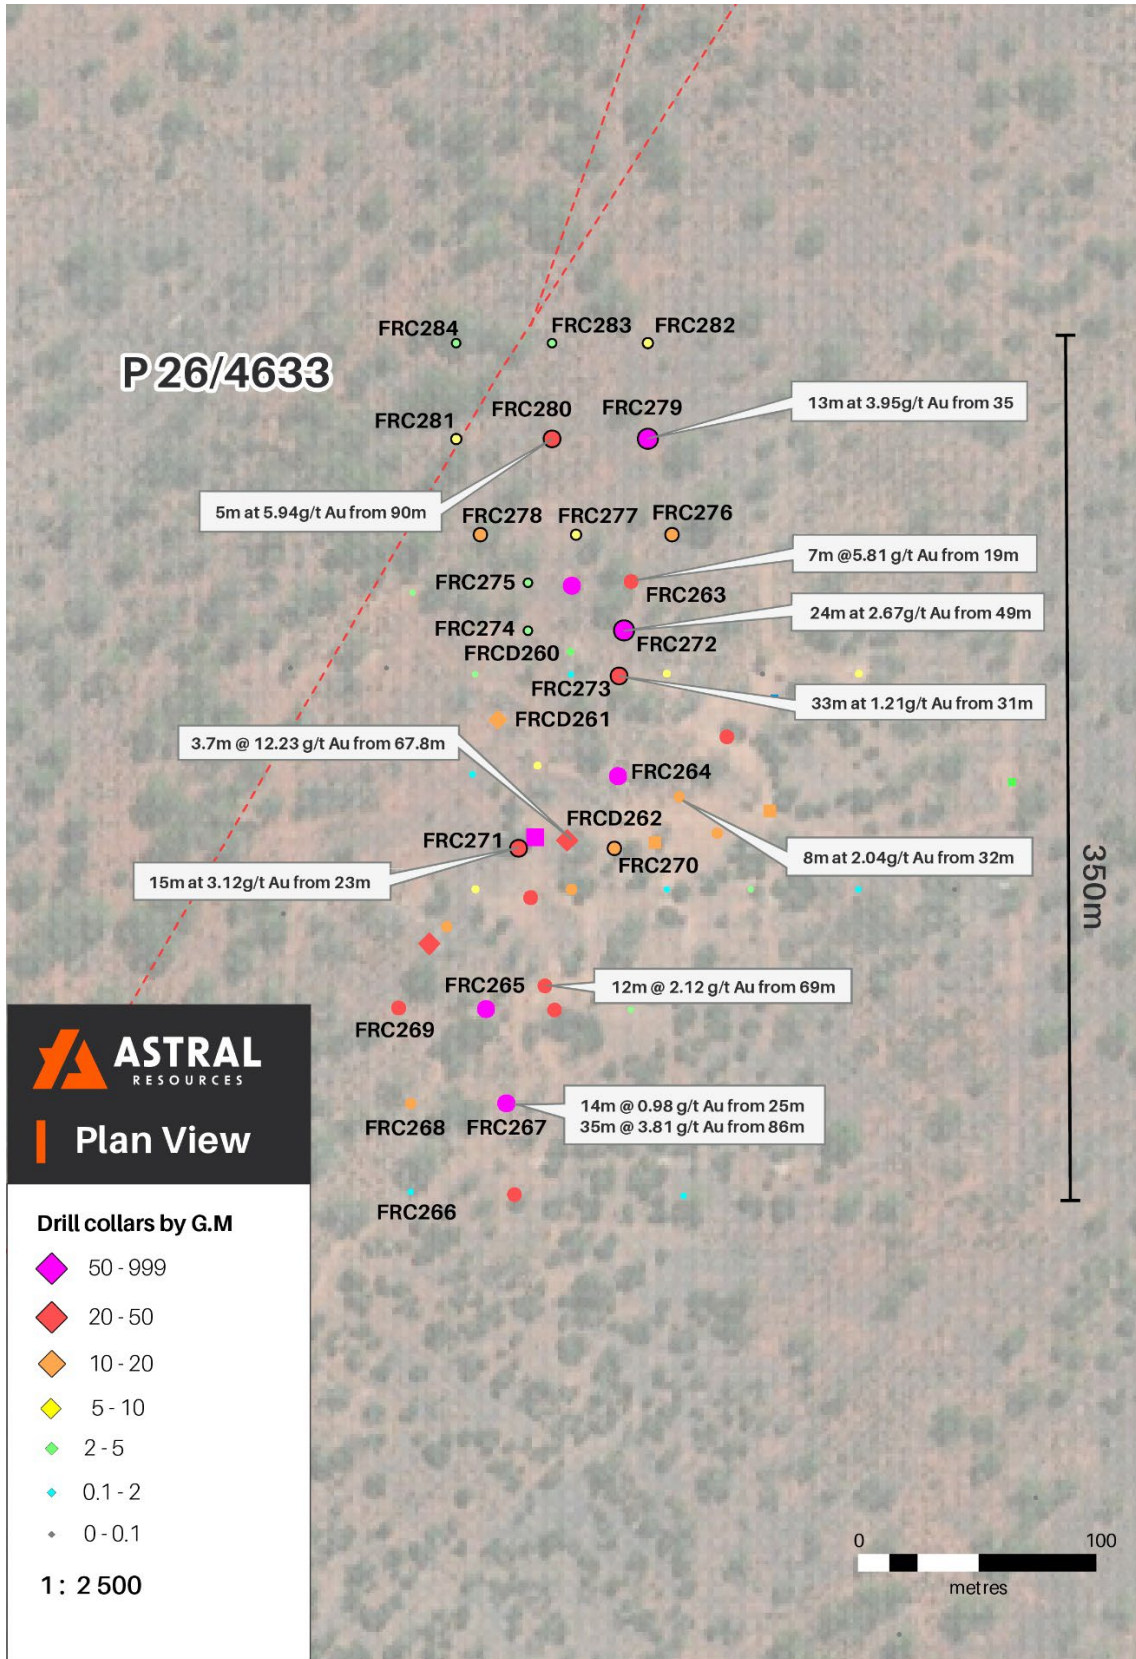 FRC284
FRC283
FRC282
P 26/4633
13m at 3.95g/t Au from 35
FRC281
FRC280
FRC279
5m at 5.94g/t Au from 90m
FRC278
FRC277
FRC276
7m @5.81 g/t Au from 19m
FRC275
FRC263
24m at 2.67g/t Au from 49m
FRC274
FRC272
FRCD260
FRC273
33m at 1.21g/t Au from 31m
FRCD261
3.7m @ 12.23 g/t Au from 67.8m
FRC264
FRCD262
FRC271
FRC270
8m at 2.04g/t Au from 32m
15m at 3.12g/t Au from 23m
350m
FRC265
12m @ 2.12 g/t Au from 69m
FRC269
14m @ 0.98 g/t Au from 25m
35m @ 3.81 g/t Au from 86m
FRC268
FRC267
FRC266
ASTRAL
RESOURCES
Plan View
Drill collars by G.M
50 - 999
20 - 50
10 - 20
5 - 10
2 - 5
0.1 - 2
0 - 0.1
1 : 2 500
0
100
metres